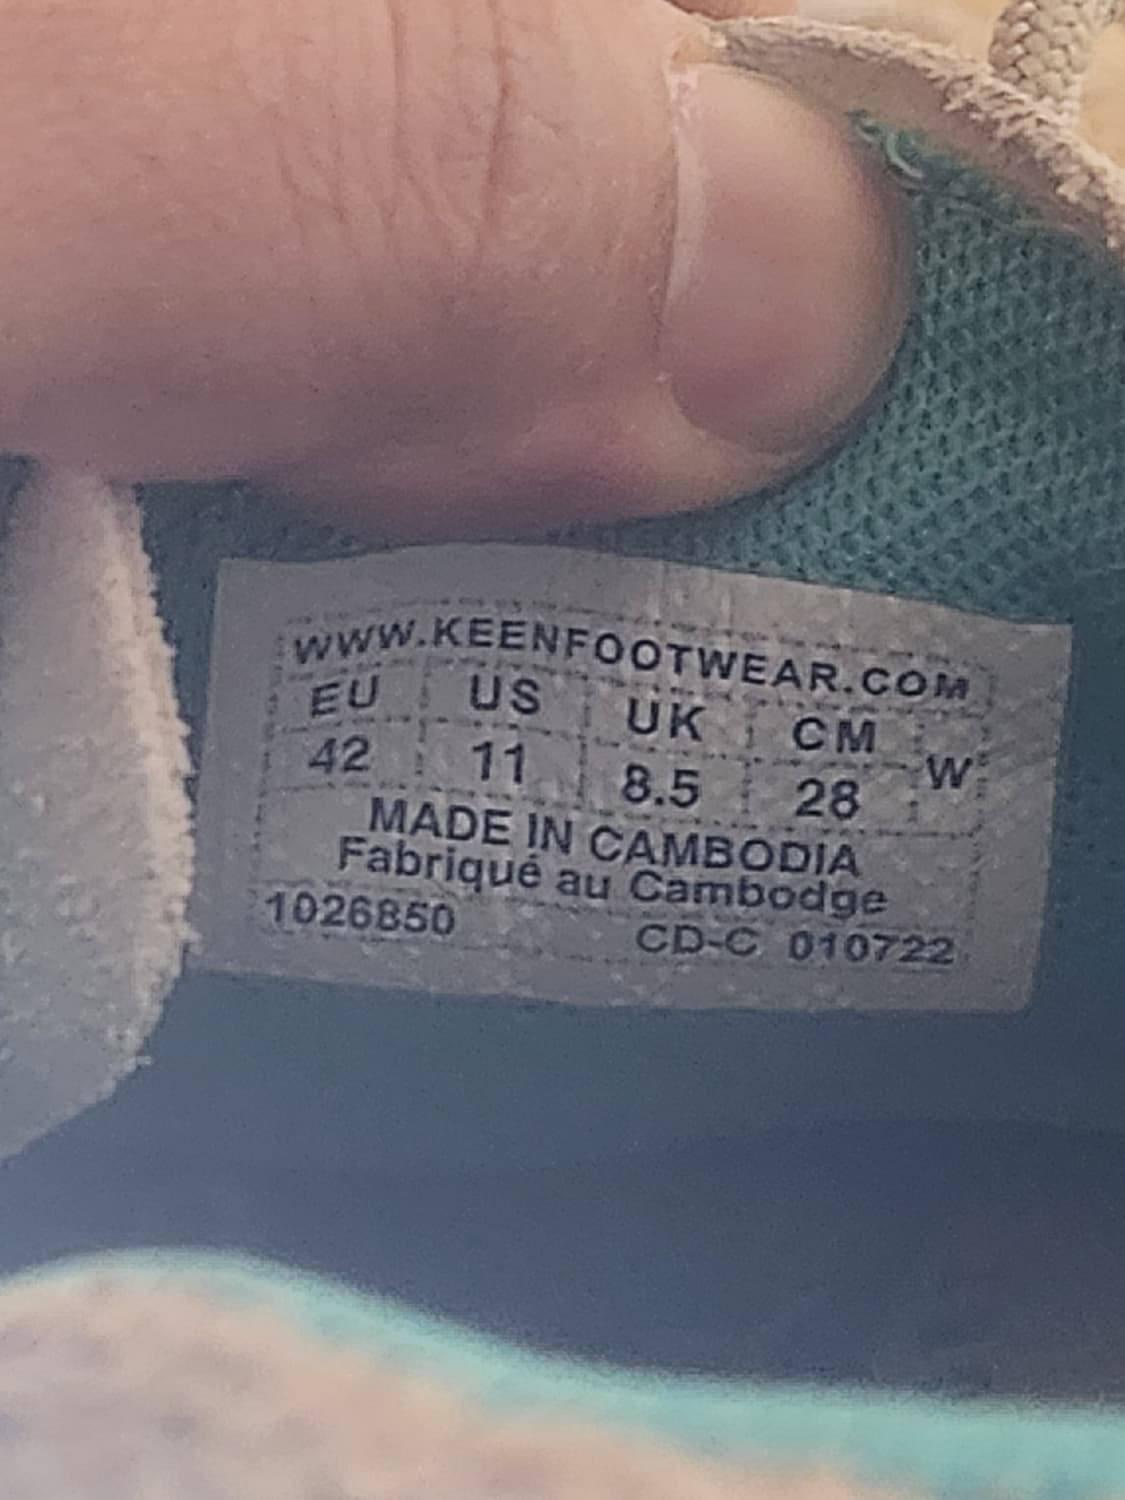 WWW.KEENFOOTWEAR.COM
EU US UK CM W
42 11 8.5 28
MADE IN CAMBODIA
Fabriqué au Cambodge
1026850 CD-C 010722